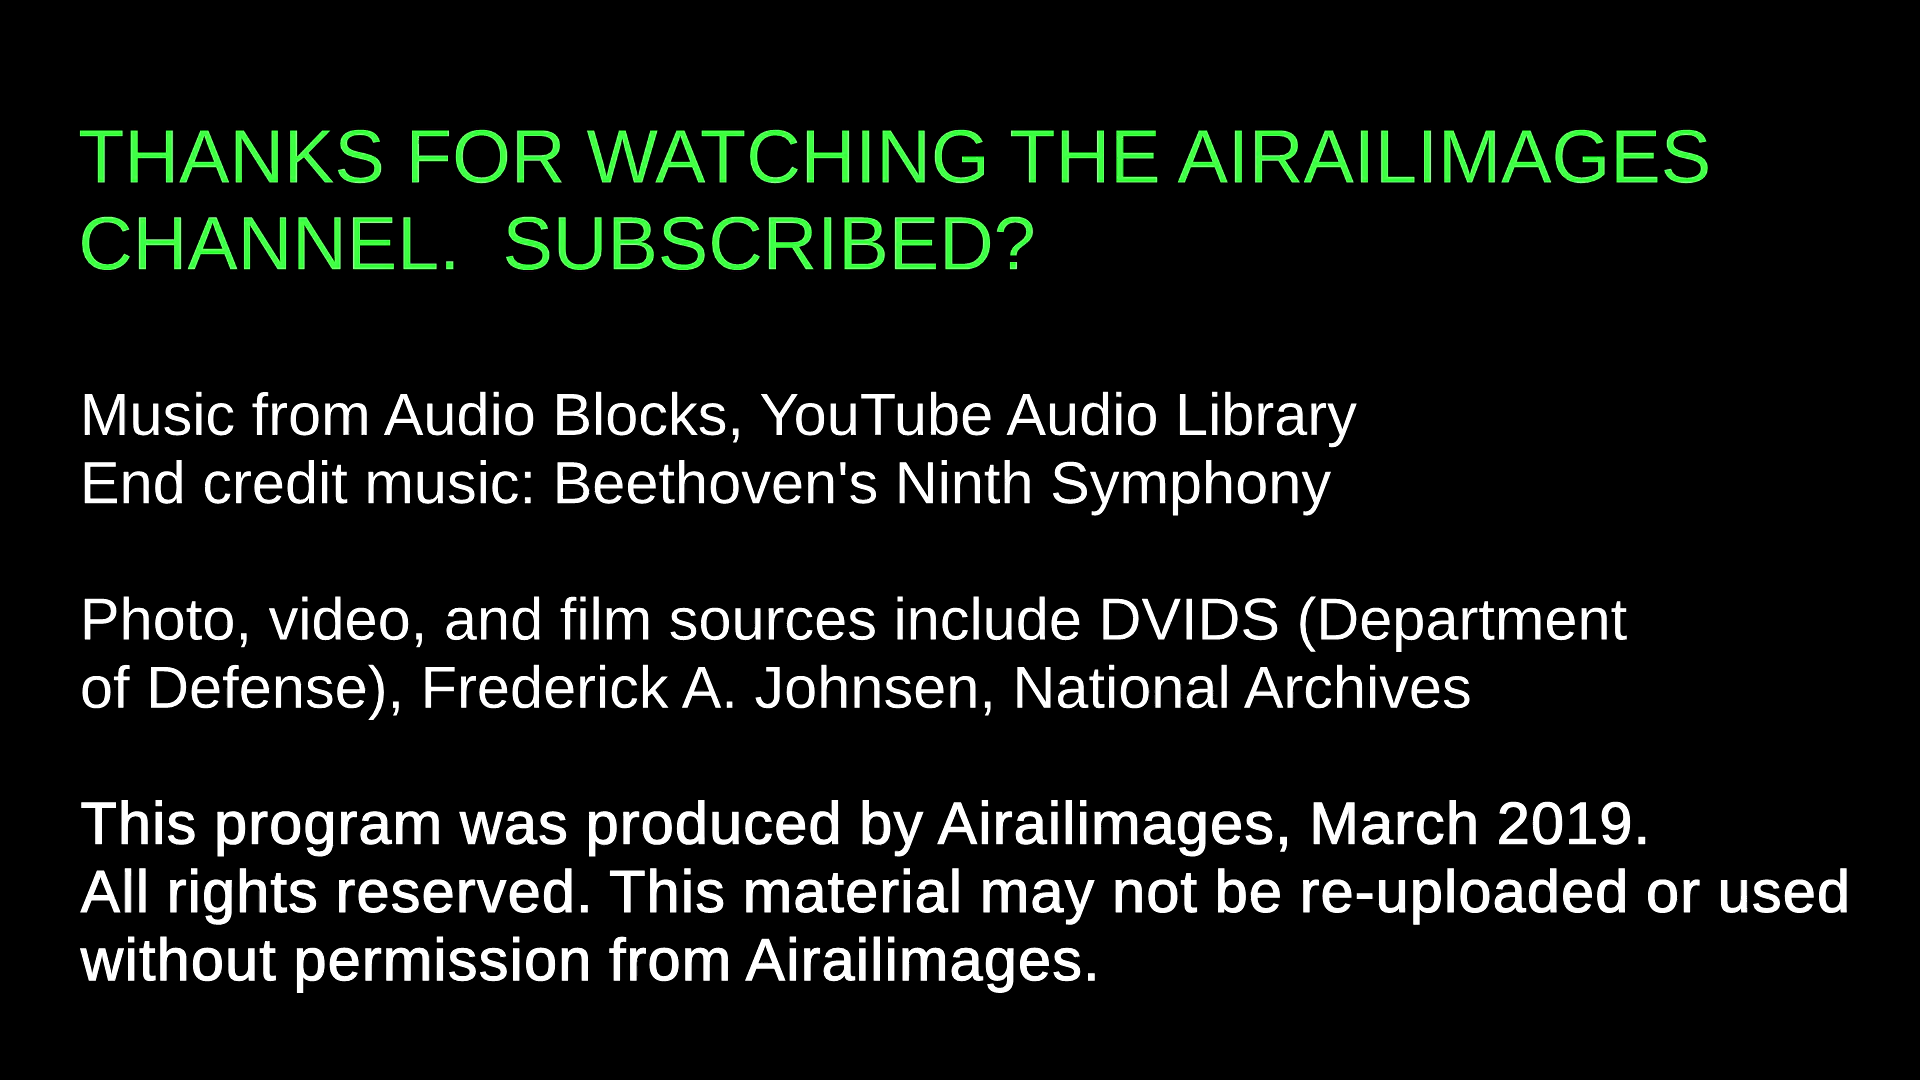 THANKS FOR WATCHING THE AIRAILIMAGES
CHANNEL.  SUBSCRIBED?
Music from Audio Blocks, YouTube Audio Library
End credit music: Beethoven's Ninth Symphony
Photo, video, and film sources include DVIDS (Department
of Defense), Frederick A. Johnsen, National Archives
This program was produced by Airailimages, March 2019.
All rights reserved. This material may not be re-uploaded or used
without permission from Airailimages.